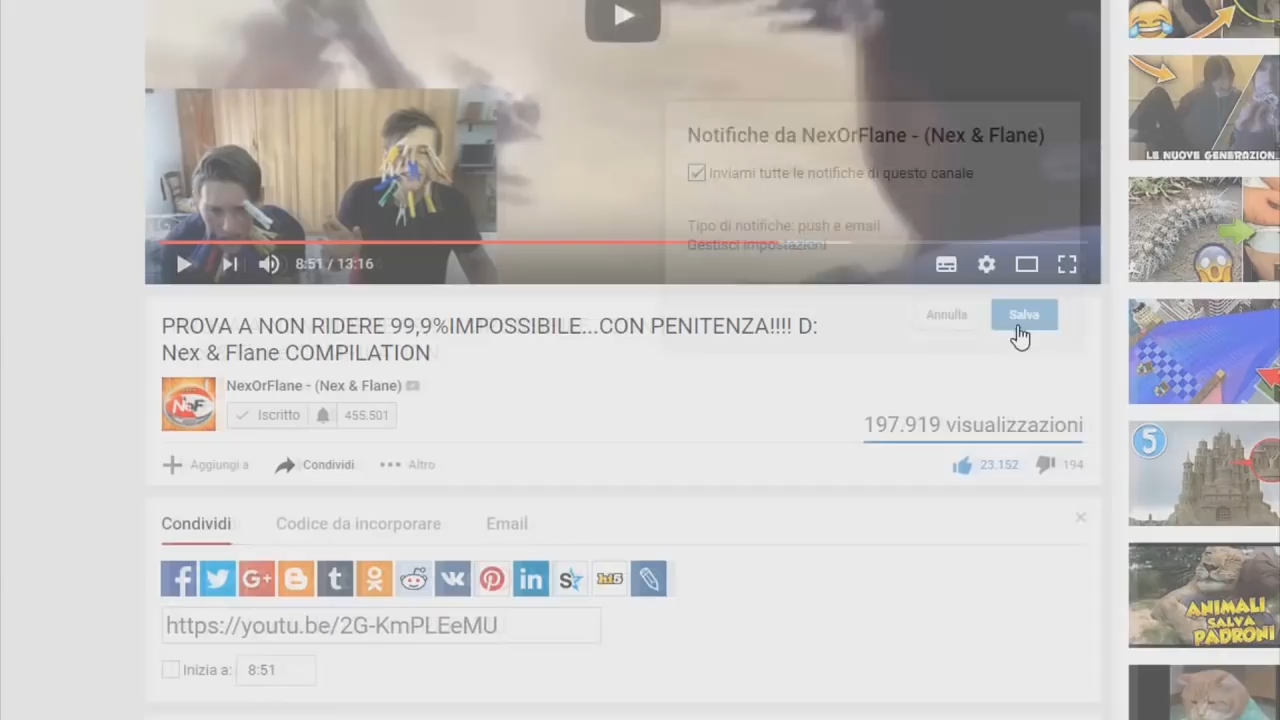 Notifiche da NexOrFlane - (Nex & Flane)
Inviami tutte le notifiche di questo canale
Tipo di notifiche: push e email
Gestisci impostazioni
8:51 / 13:16
Annulla
Salva
PROVA A NON RIDERE 99,9%IMPOSSIBILE...CON PENITENZA!!!! D:
Nex & Flane COMPILATION
NexOrFlane - (Nex & Flane)
NOF
Iscritto
455.501
197.919 visualizzazioni
Aggiungi a
Condividi
Altro
23.152
194
Condividi
Codice da incorporare
Email
https://youtu.be/2G-KmPLEeMU
Inizia a:
8:51
LE NUOVE GENERAZION
5
ANIMALI
SALVA
PADRONI